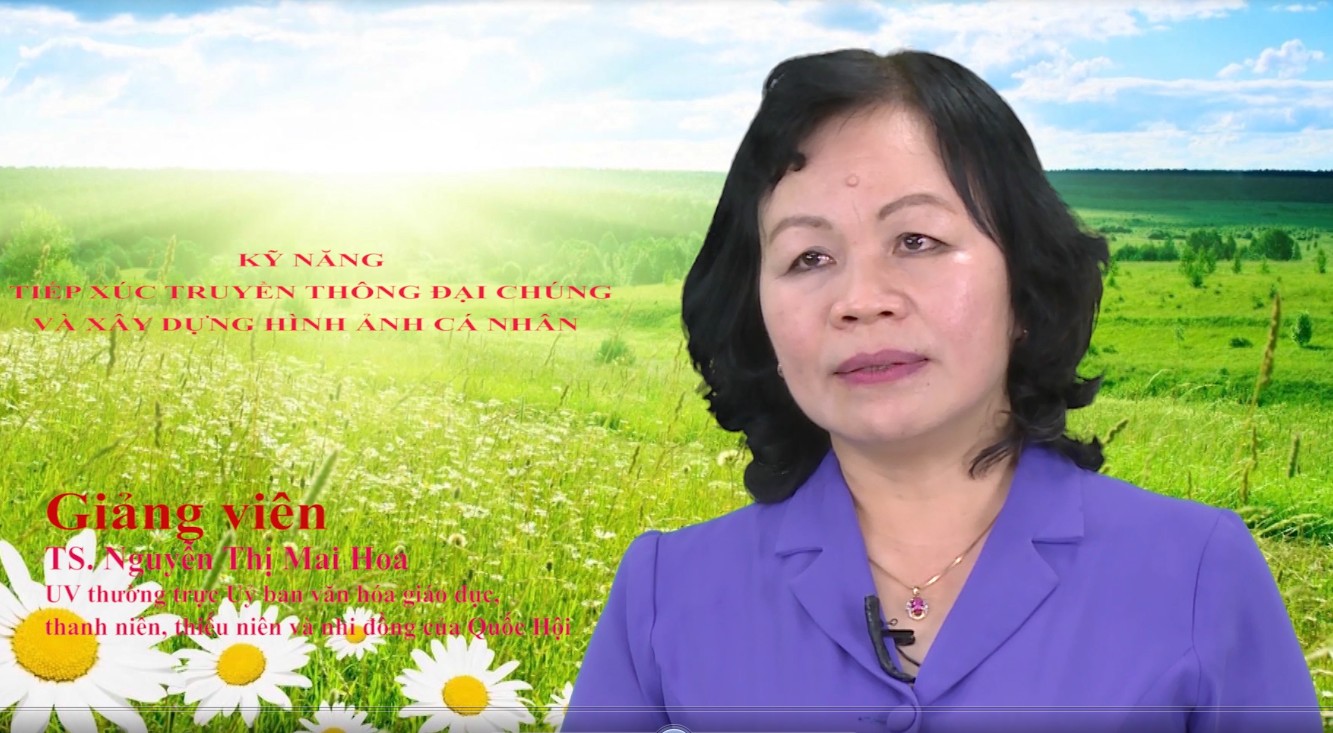 KỸ NĂNG
TIẾP XÚC TRUYỀN THÔNG ĐẠI CHÚNG
VÀ XÂY DỰNG HÌNH ẢNH CÁ NHÂN
Giảng viên
TS. Nguyễn Thị Mai Hoa
UV thường trực Uỷ ban văn hóa giáo dục,
thanh niên, thiếu niên và nhi đồng của Quốc Hội